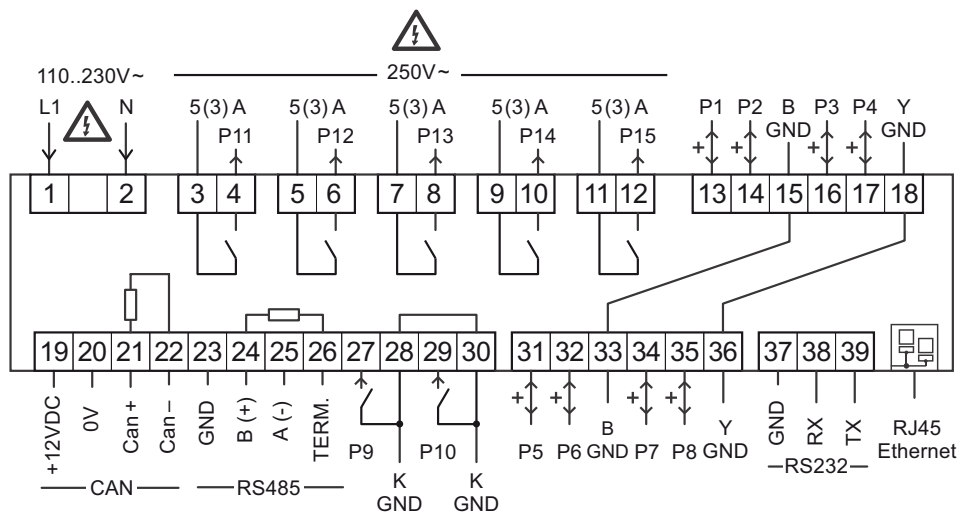 110..230V~
250V~
L1 N 5(3)A 5(3)A 5(3)A 5(3)A 5(3)A P1 P2 B P3 P4 Y
P11 P12 P13 P14 P15 GND GND
+ + + +
1 2 3 4 5 6 7 8 9 10 11 12 13 14 15 16 17 18
19 20 21 22 23 24 25 26 27 28 29 30 31 32 33 34 35 36 37 38 39
+12VDC 0V Can+ Can– GND B (+) A (-) TERM. + + + + GND RX TX
P9 P10 P5 P6 B GND P7 P8 Y GND RJ45
Ethernet
CAN RS485 K K RS232
GND GND